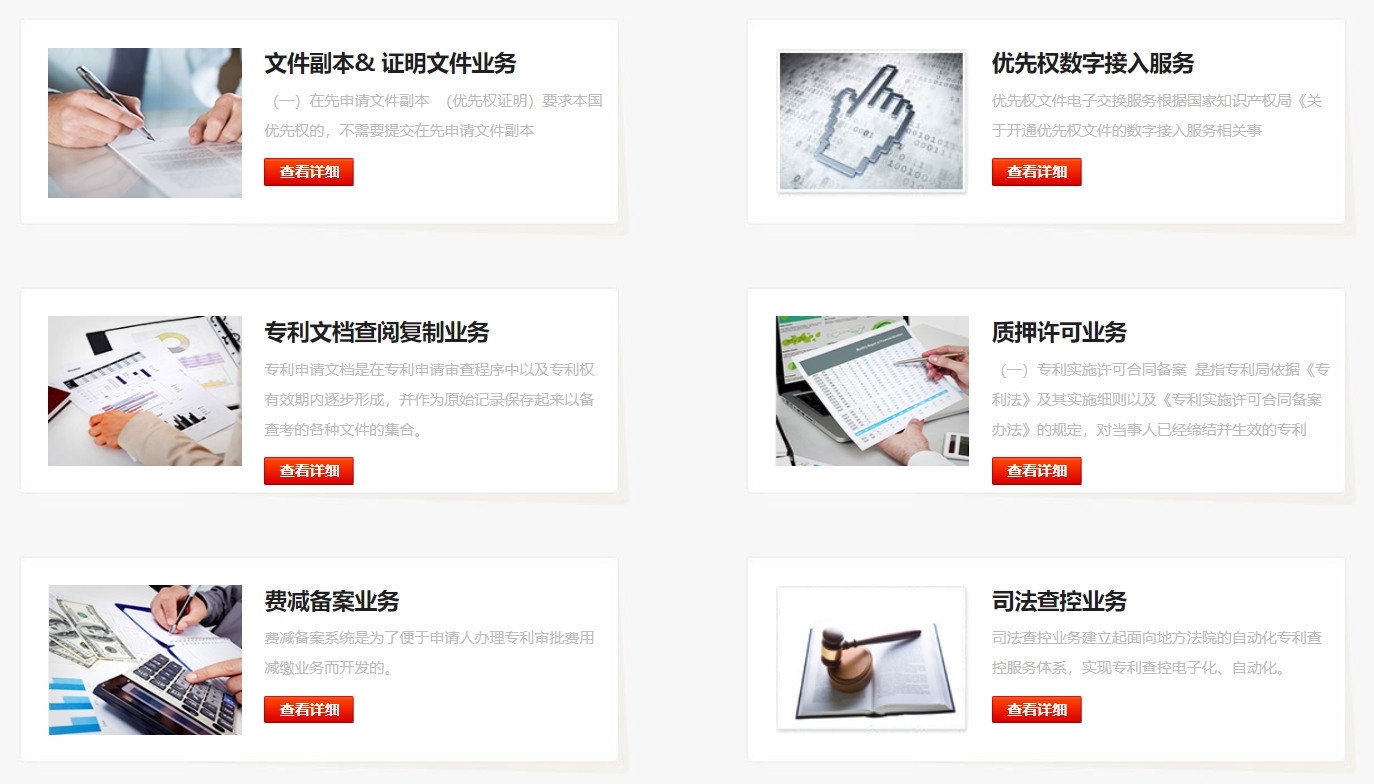 文件副本& 证明文件业务
（一）在先申请文件副本 （优先权证明）要求本国
优先权的，不需要提交在先申请文件副本
查看详细
优先权数字接入服务
优先权文件电子交换服务根据国家知识产权局《关
于开通优先权文件的数字接入服务相关事
查看详细
专利文档查阅复制业务
专利申请文档是在专利申请审查程序中以及专利权
有效期内逐步形成，并作为原始记录保存起来以备
查考的各种文件的集合。
查看详细
质押许可业务
（一）专利实施许可合同备案 是指专利局依据《专
利法》及其实施细则以及《专利实施许可合同备案
办法》的规定，对当事人已经缔结并生效的专利
查看详细
费减备案业务
费减备案系统是为了便于申请人办理专利审批费用
减缴业务而开发的。
查看详细
司法查控业务
司法查控业务建立起面向地方法院的自动化专利查
控服务体系，实现专利查控电子化、自动化。
查看详细